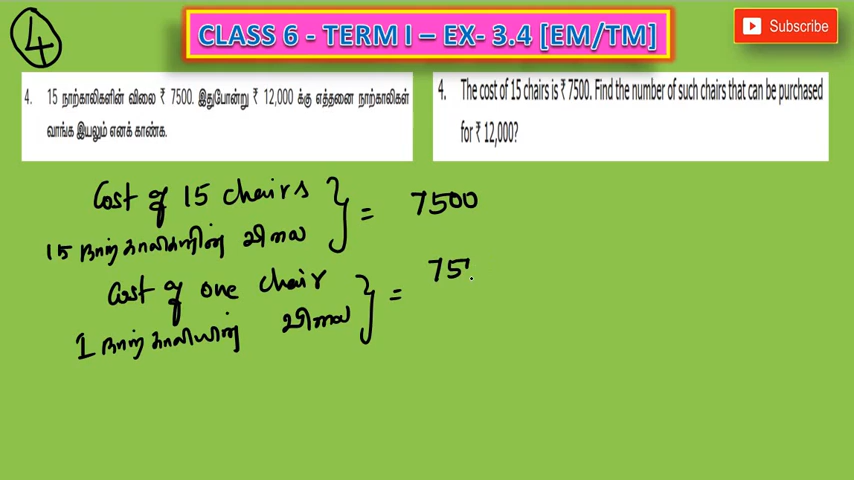 4
CLASS 6 - TERM I – EX- 3.4 [EM/TM]
Subscribe
4. 15 நாற்காலிகளின் விலை ₹ 7500. இதுபோன்று ₹ 12,000 க்கு எத்தனை நாற்காலிகள்
வாங்க இயலும் எனக் காண்க.
4. The cost of 15 chairs is ₹ 7500. Find the number of such chairs that can be purchased
for ₹ 12,000?
Cost of 15 chairs
15 நாற்காலிகளின் விலை } = 7500
Cost of one chair
1 நாற்காலியின் விலை } = 75